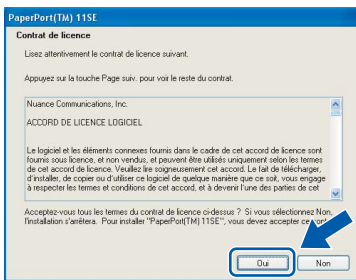 PaperPort(TM) 11SE
Contrat de licence
Lisez attentivement le contrat de licence suivant.
Appuyez sur la touche Page suiv. pour voir le reste du contrat.
Nuance Communications, Inc.
ACCORD DE LICENCE LOGICIEL
Le logiciel et les éléments connexes fournis dans le cadre de cet accord de licence sont
fournis sous licence, et non vendus, et peuvent être utilisés uniquement selon les termes
de cet accord de licence. Veuillez lire soigneusement cet accord. Le fait de télécharger,
d'installer, de copier ou d'utiliser ce logiciel de quelque manière que ce soit, vous engage
à respecter les termes et conditions de cet accord, et à devenir l'une des parties de cet
Acceptez-vous tous les termes du contrat de licence ci-dessus ? Si vous sélectionnez Non,
l'installation s'arrêtera. Pour installer "PaperPort(TM) 11SE", vous devez accepter ce
Oui
Non